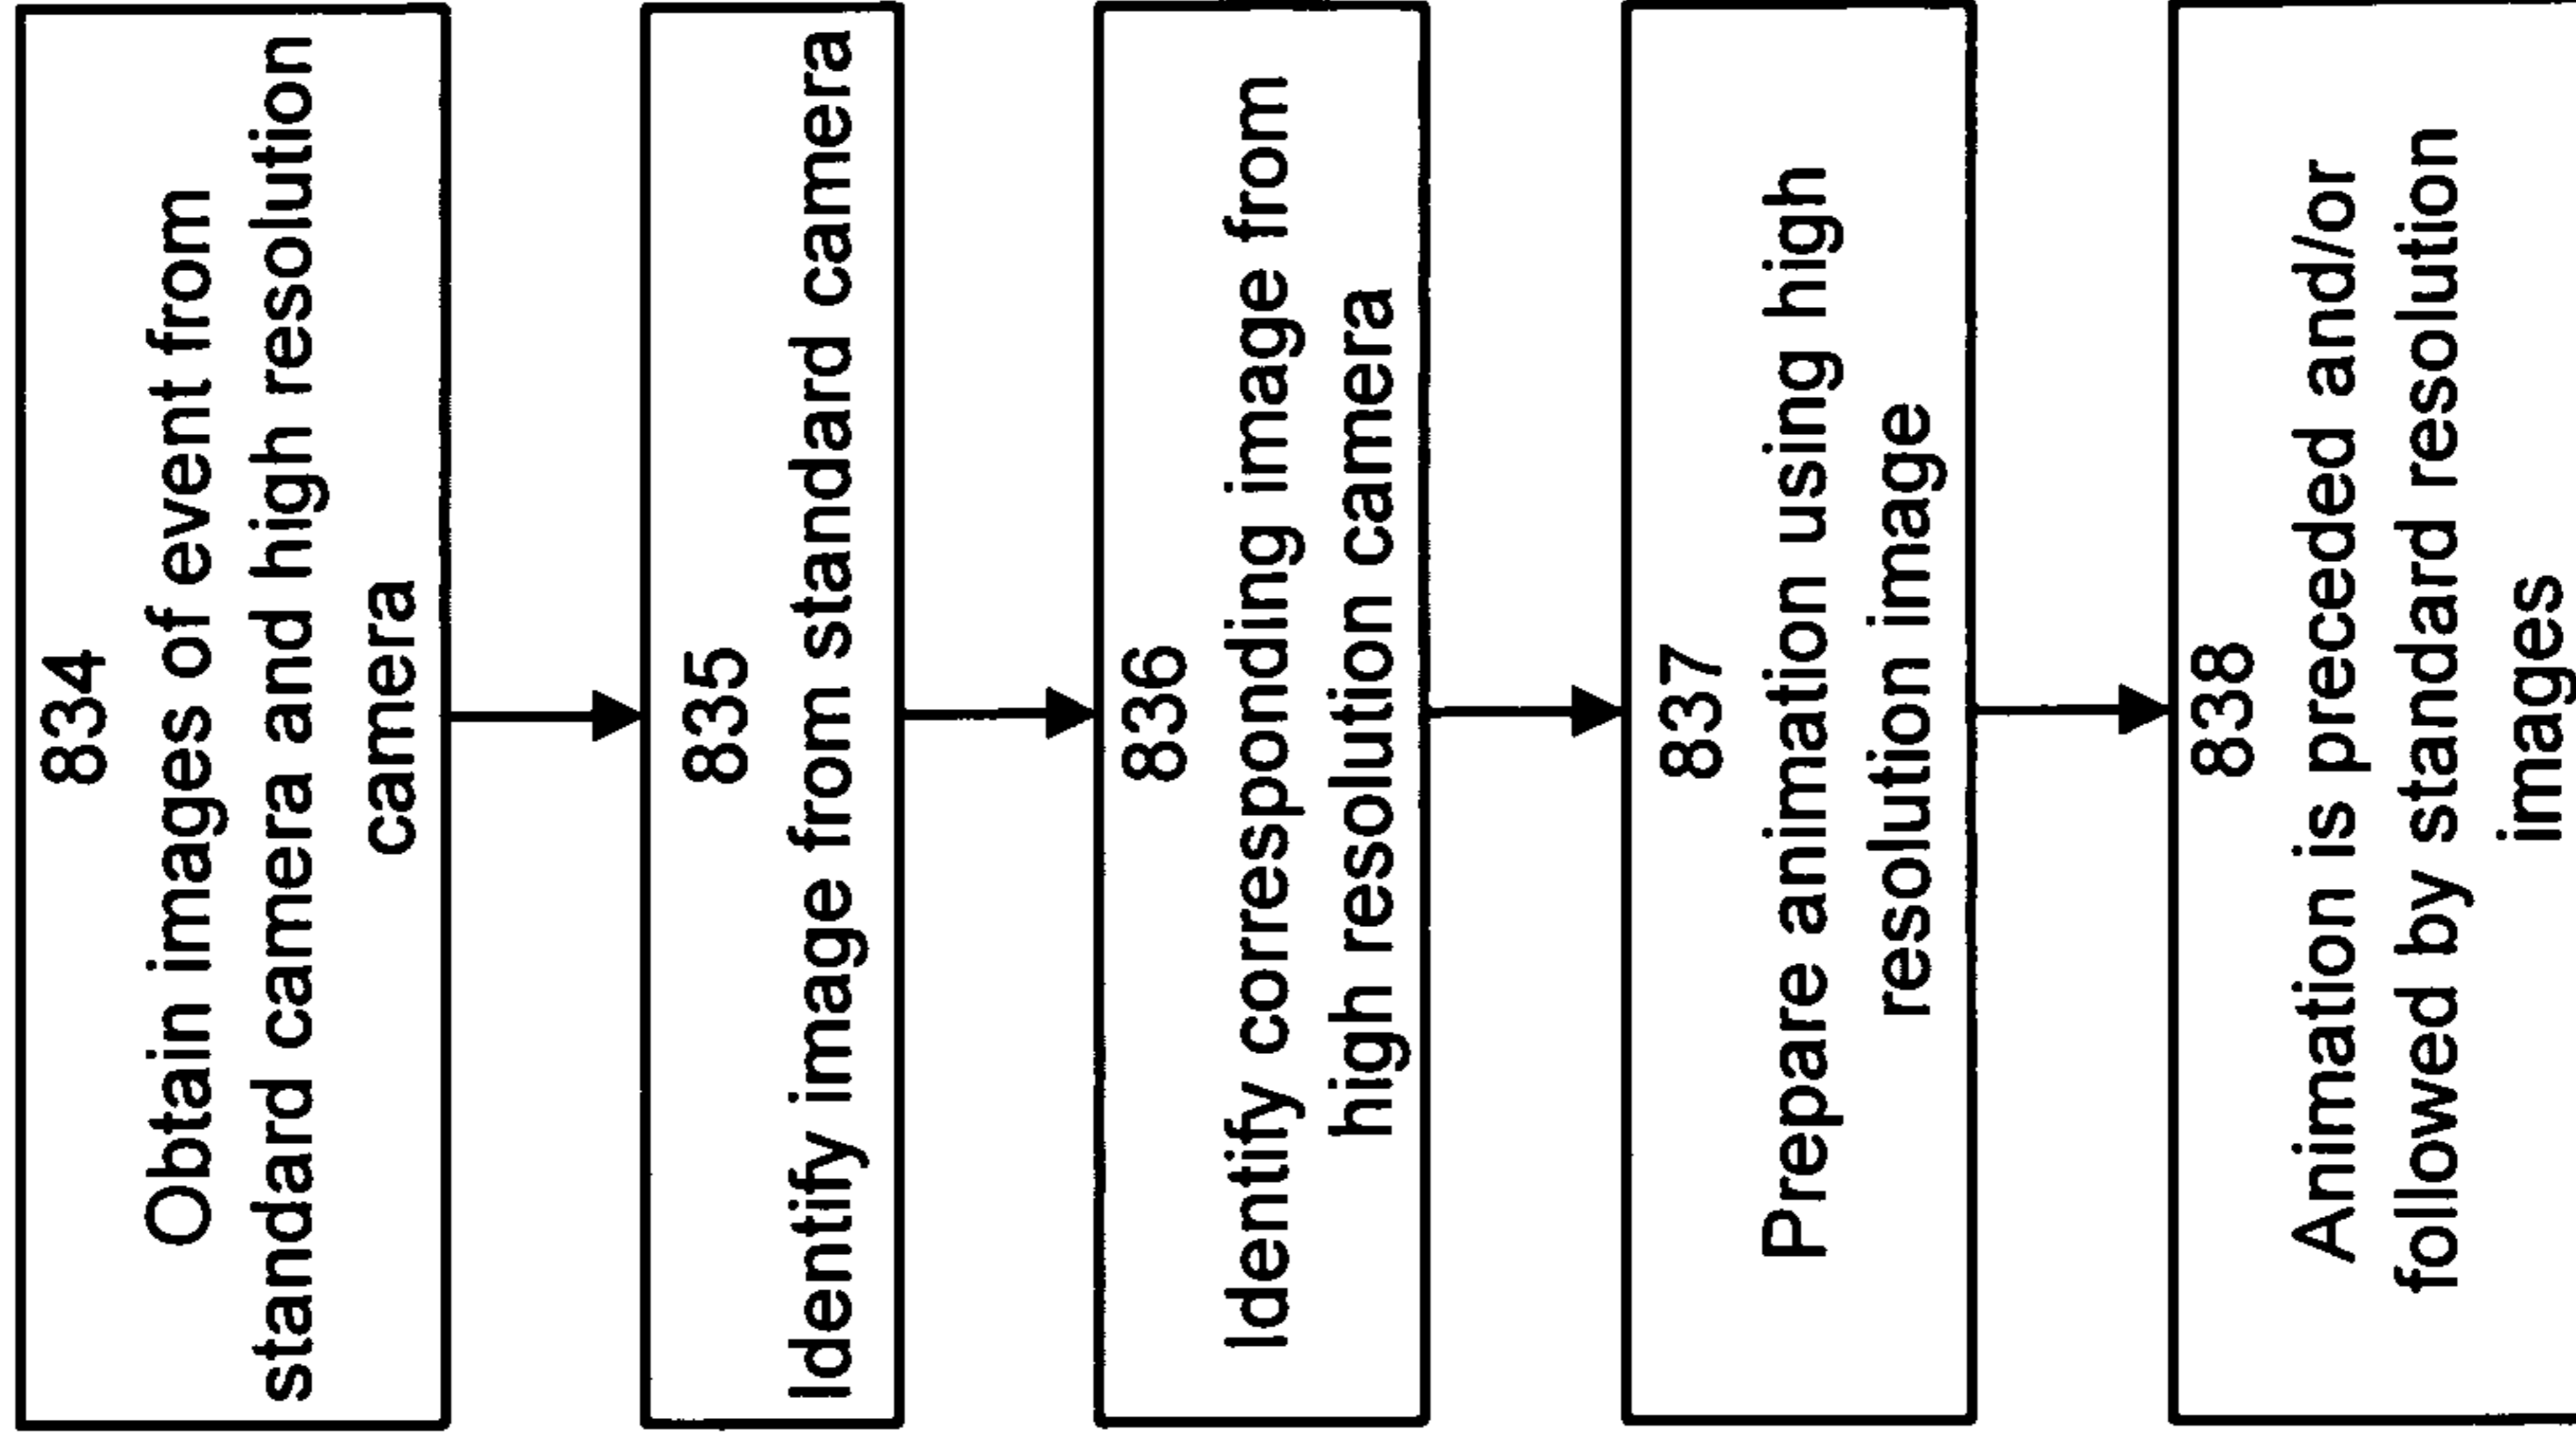 834
Obtain images of event from
standard camera and high resolution
camera
835
Identify image from standard camera
836
Identify corresponding image from
high resolution camera
837
Prepare animation using high
resolution image
838
Animation is preceded and/or
followed by standard resolution
images